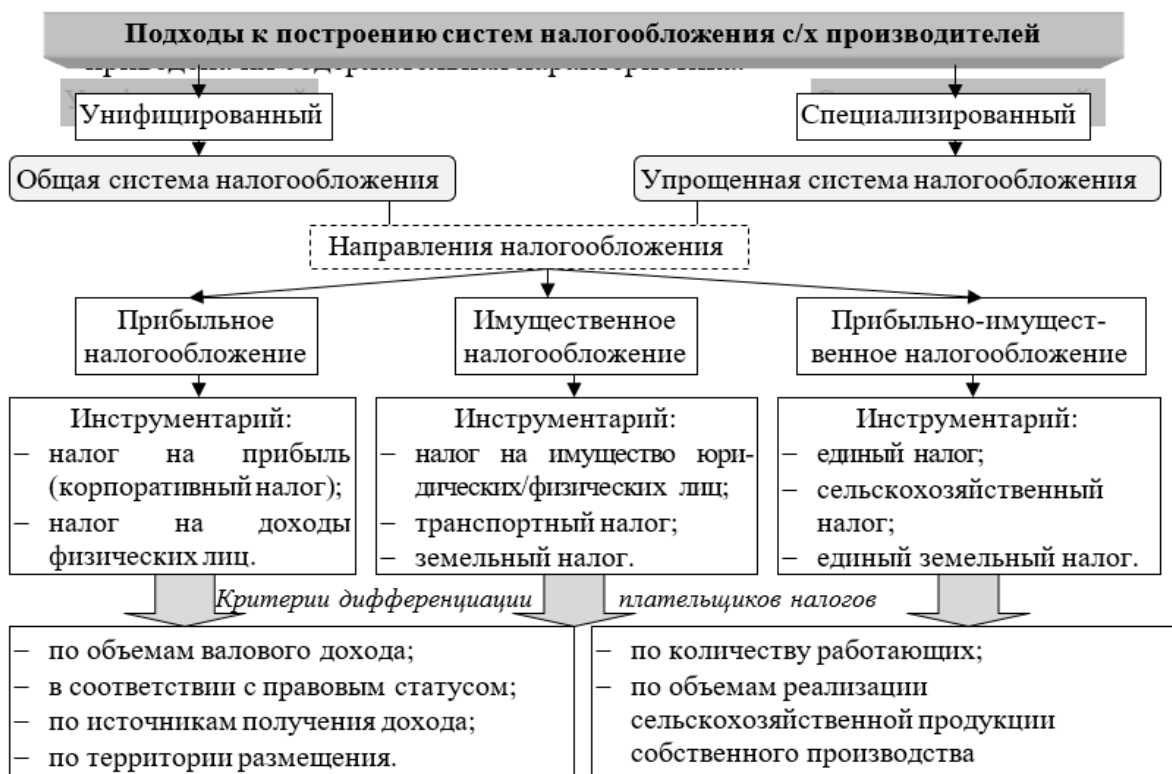 Подходы к построению систем налогообложения с/х производителей
Унифицированный
Специализированный
Общая система налогообложения
Упрощенная система налогообложения
Направления налогообложения
Прибыльное
налогообложение
Имущественное
налогообложение
Прибыльно-имущест-
венное налогообложение
Инструментарий:
– налог на прибыль
(корпоративный налог);
– налог на доходы
физических лиц.
Инструментарий:
– налог на имущество юри-
дических/физических лиц;
– транспортный налог;
– земельный налог.
Инструментарий:
– единый налог;
– сельскохозяйственный
налог;
– единый земельный налог.
Критерии дифференциации плательщиков налогов
– по объемам валового дохода;
– в соответствии с правовым статусом;
– по источникам получения дохода;
– по территории размещения.
– по количеству работающих;
– по объемам реализации
сельскохозяйственной продукции
собственного производства